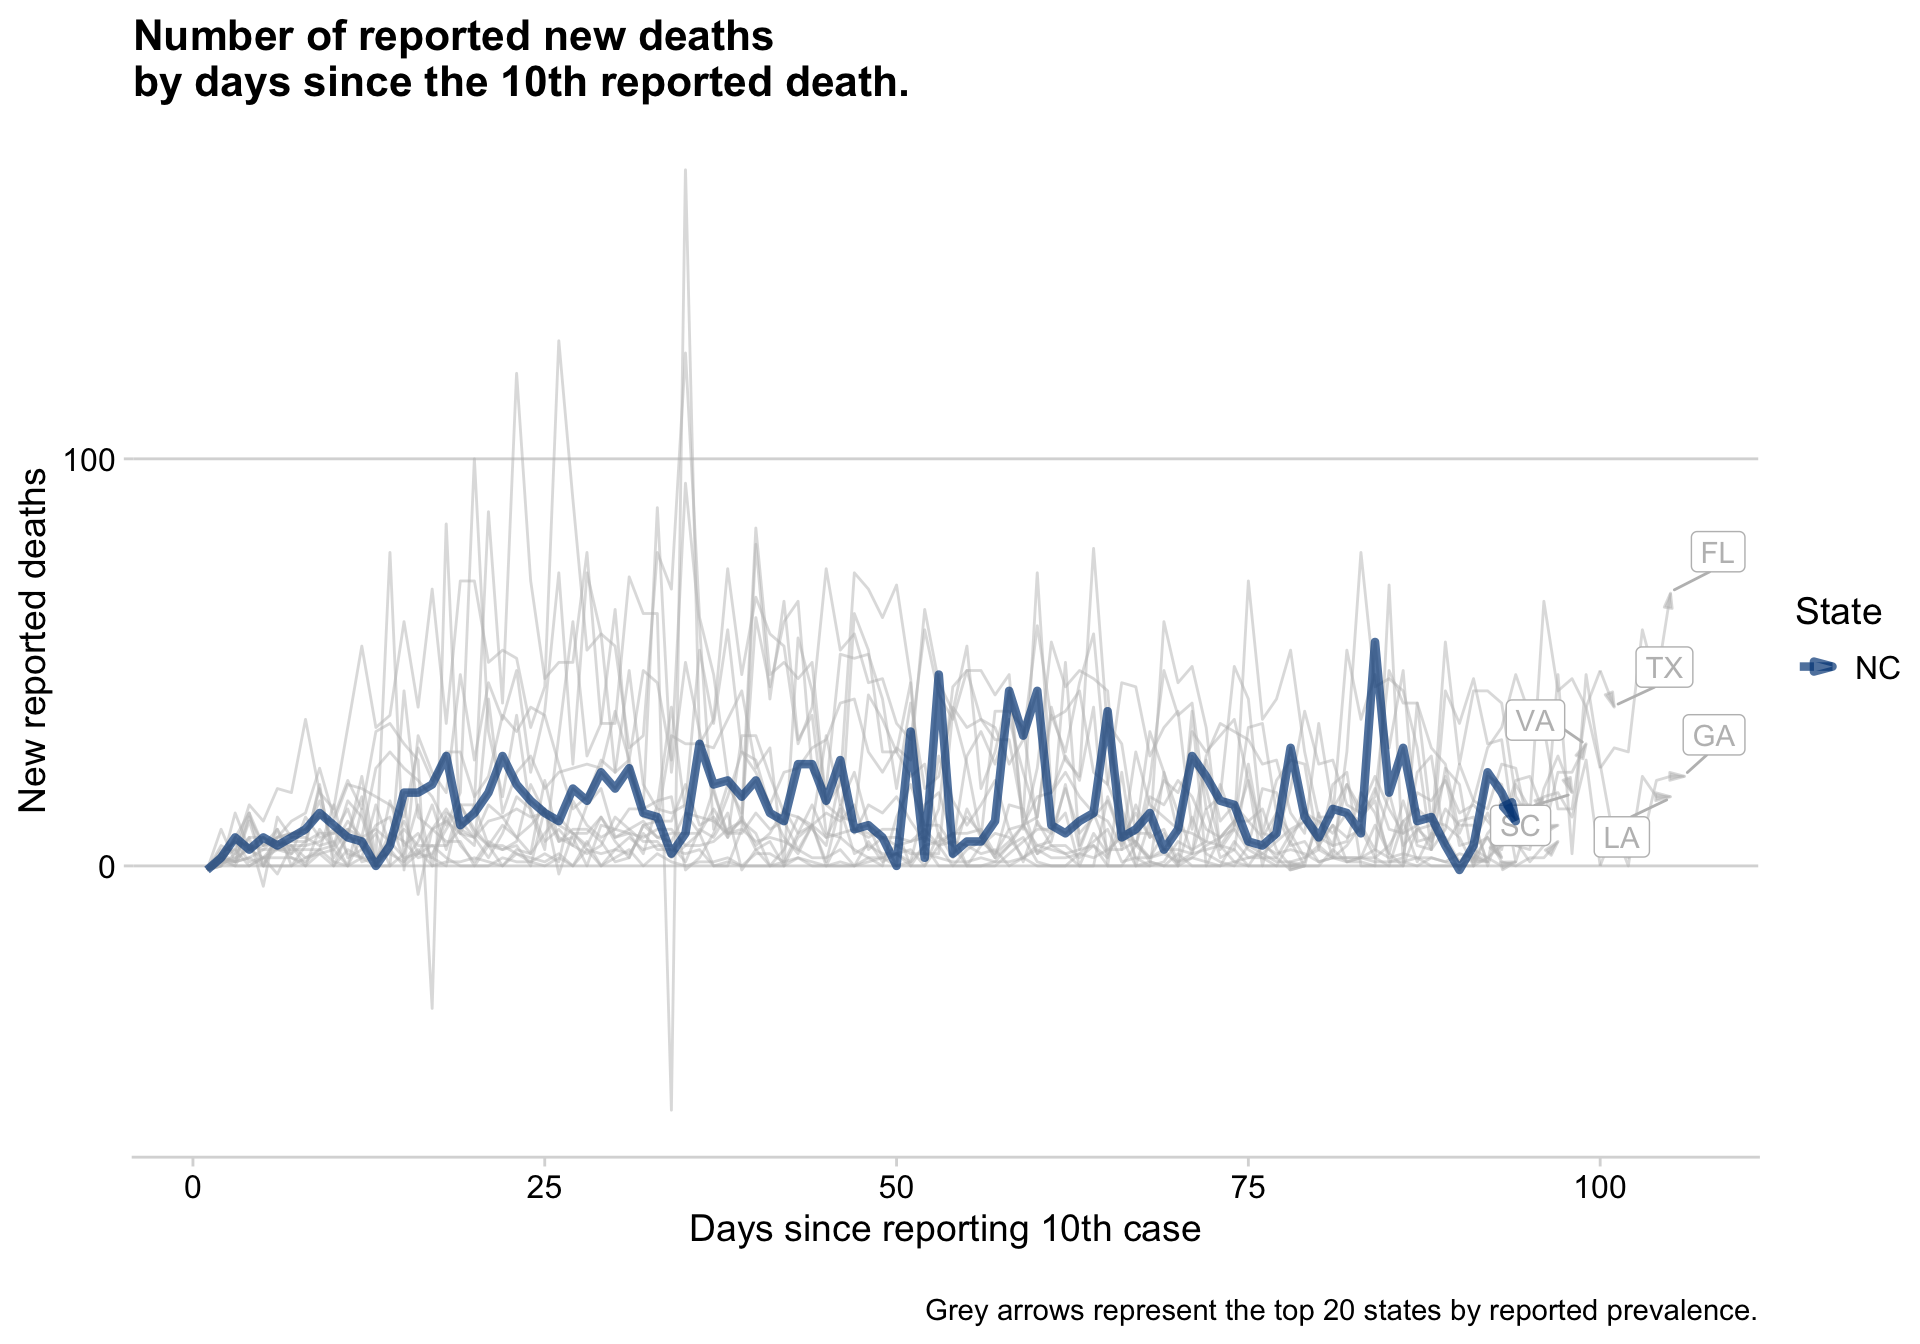 Number of reported new deaths
by days since the 10th reported death.
New reported deaths
100
0
FL
TX
VA
GA
SC
LA
State
NC
0
25
50
75
100
Days since reporting 10th case
Grey arrows represent the top 20 states by reported prevalence.